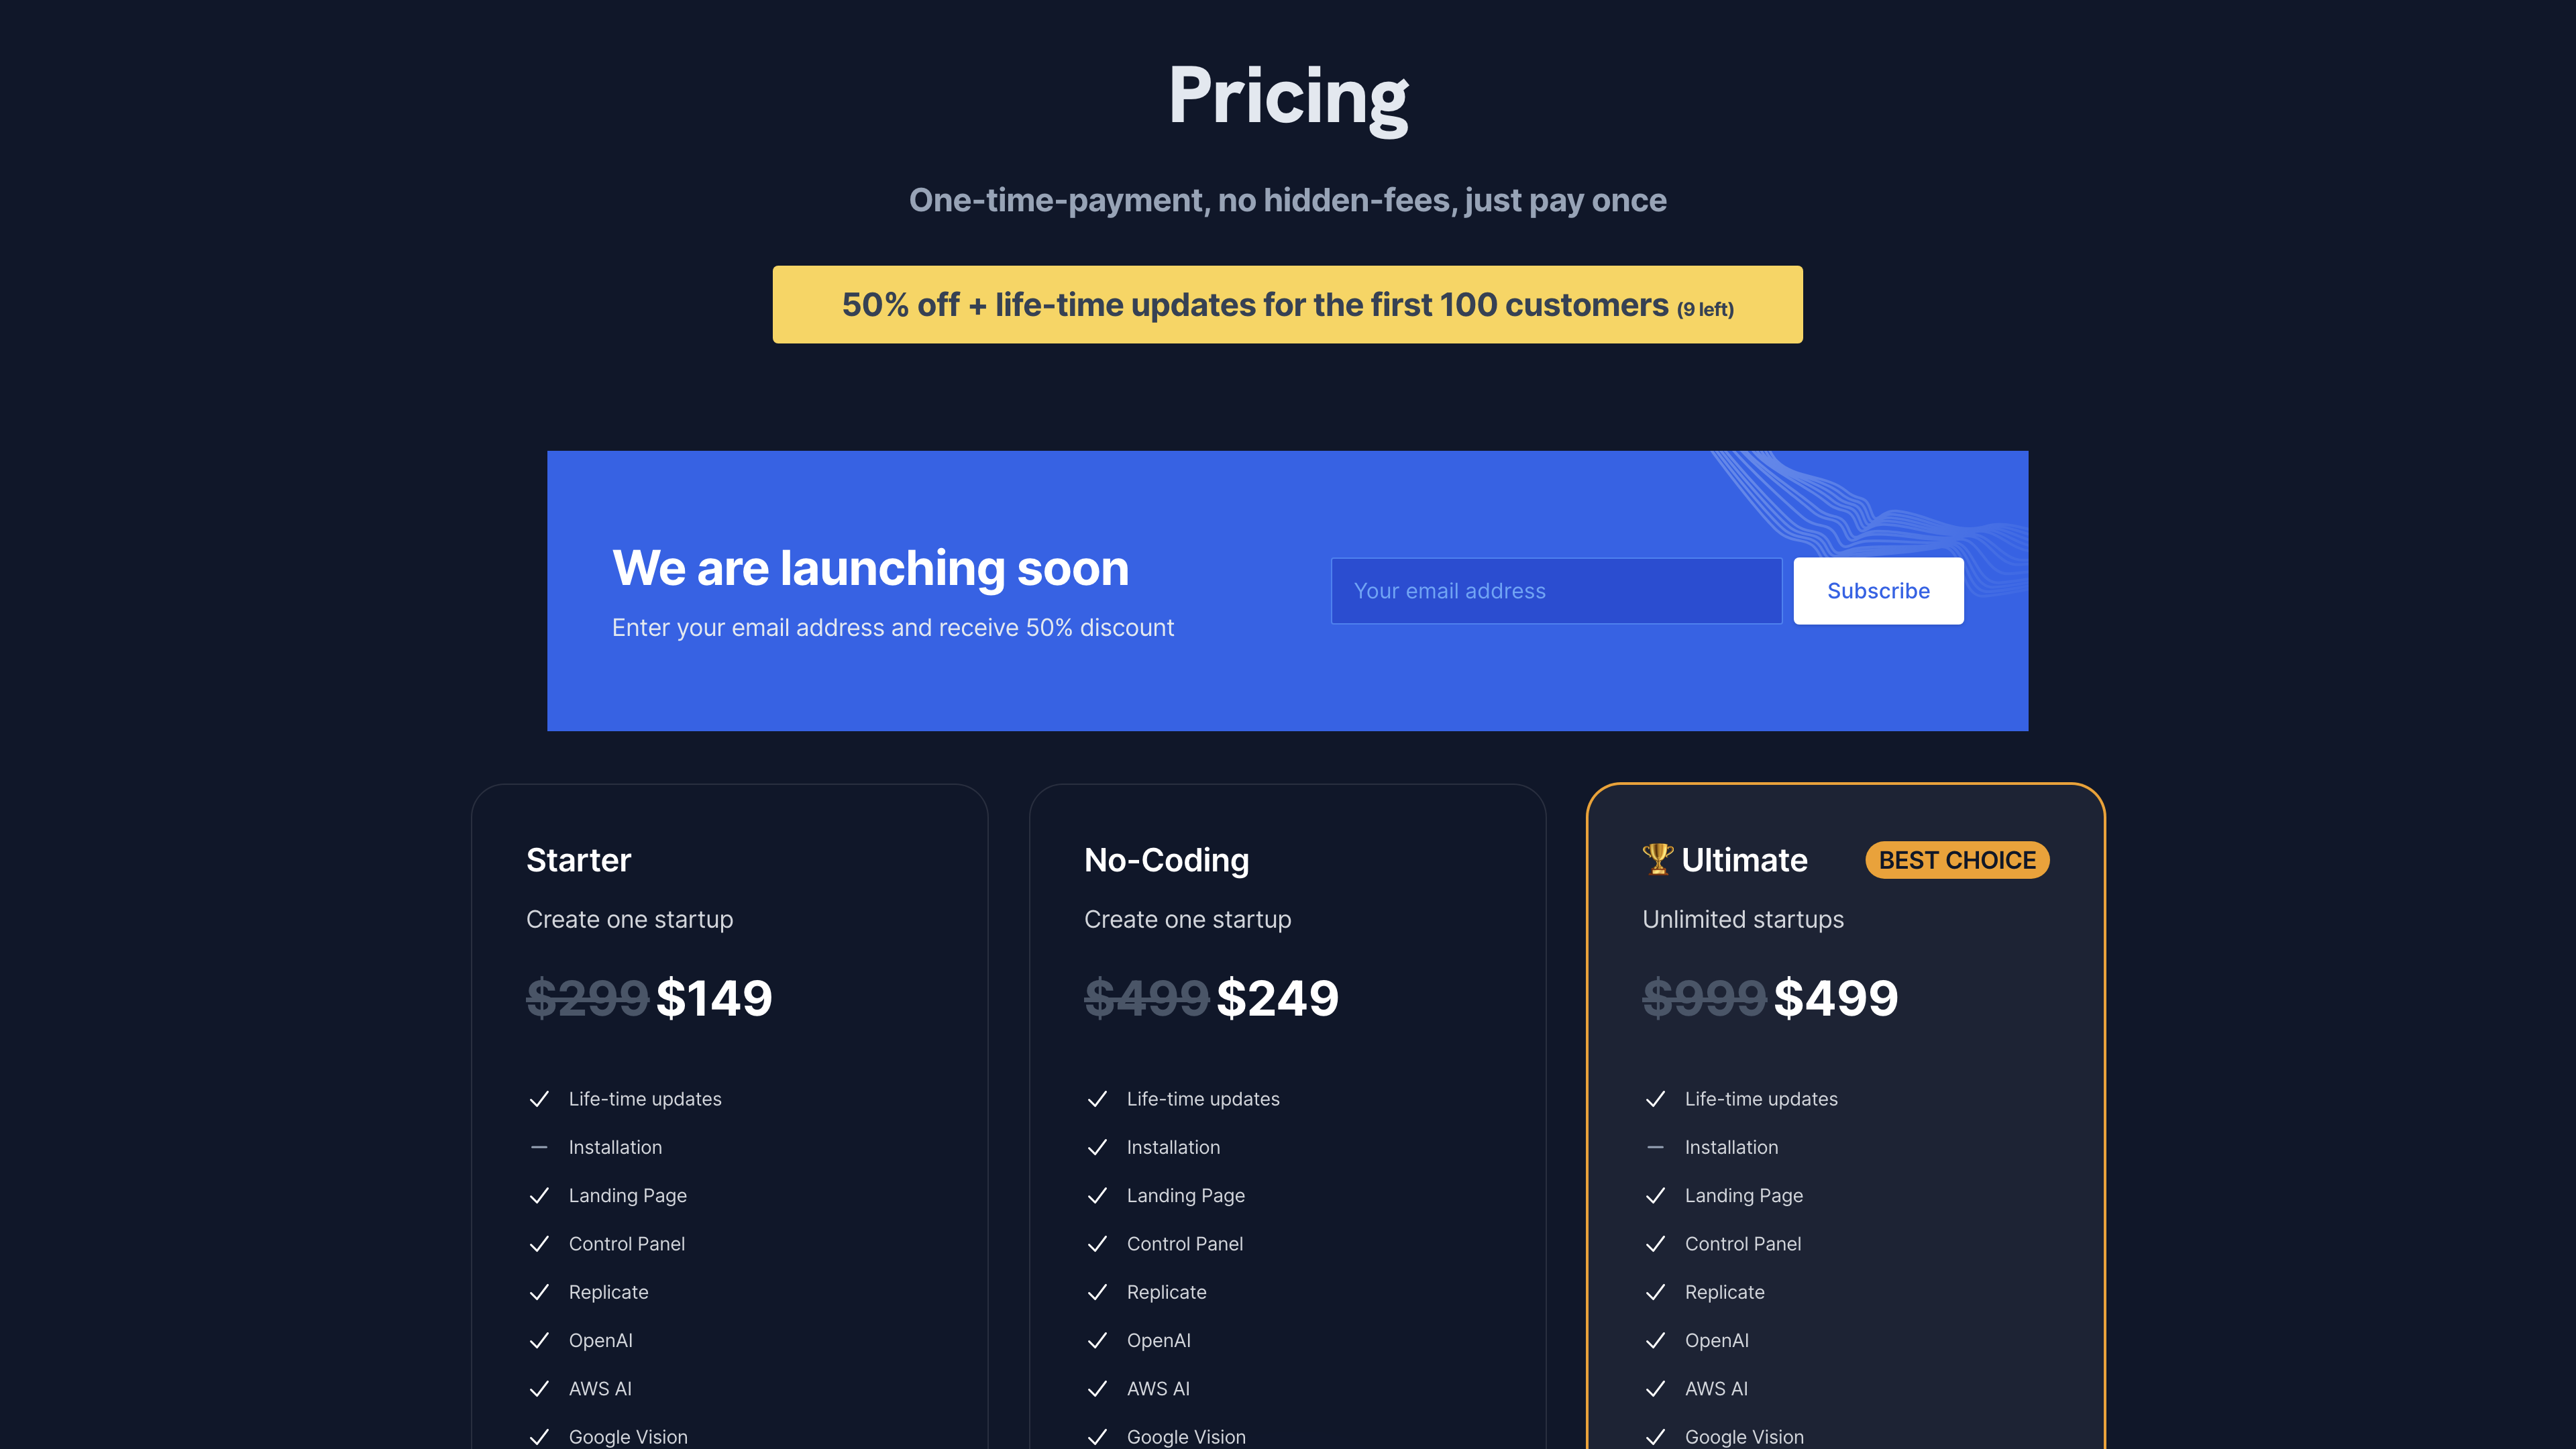 Pricing
One-time-payment, no hidden-fees, just pay once
50% off + life-time updates for the first 100 customers (9 left)
We are launching soon
Enter your email address and receive 50% discount
Your email address
Subscribe
Starter
Create one startup
$299 $149
Life-time updates
Installation
Landing Page
Control Panel
Replicate
OpenAI
AWS AI
Google Vision
No-Coding
Create one startup
$499 $249
Life-time updates
Installation
Landing Page
Control Panel
Replicate
OpenAI
AWS AI
Google Vision
🏆 Ultimate
BEST CHOICE
Unlimited startups
$999 $499
Life-time updates
Installation
Landing Page
Control Panel
Replicate
OpenAI
AWS AI
Google Vision